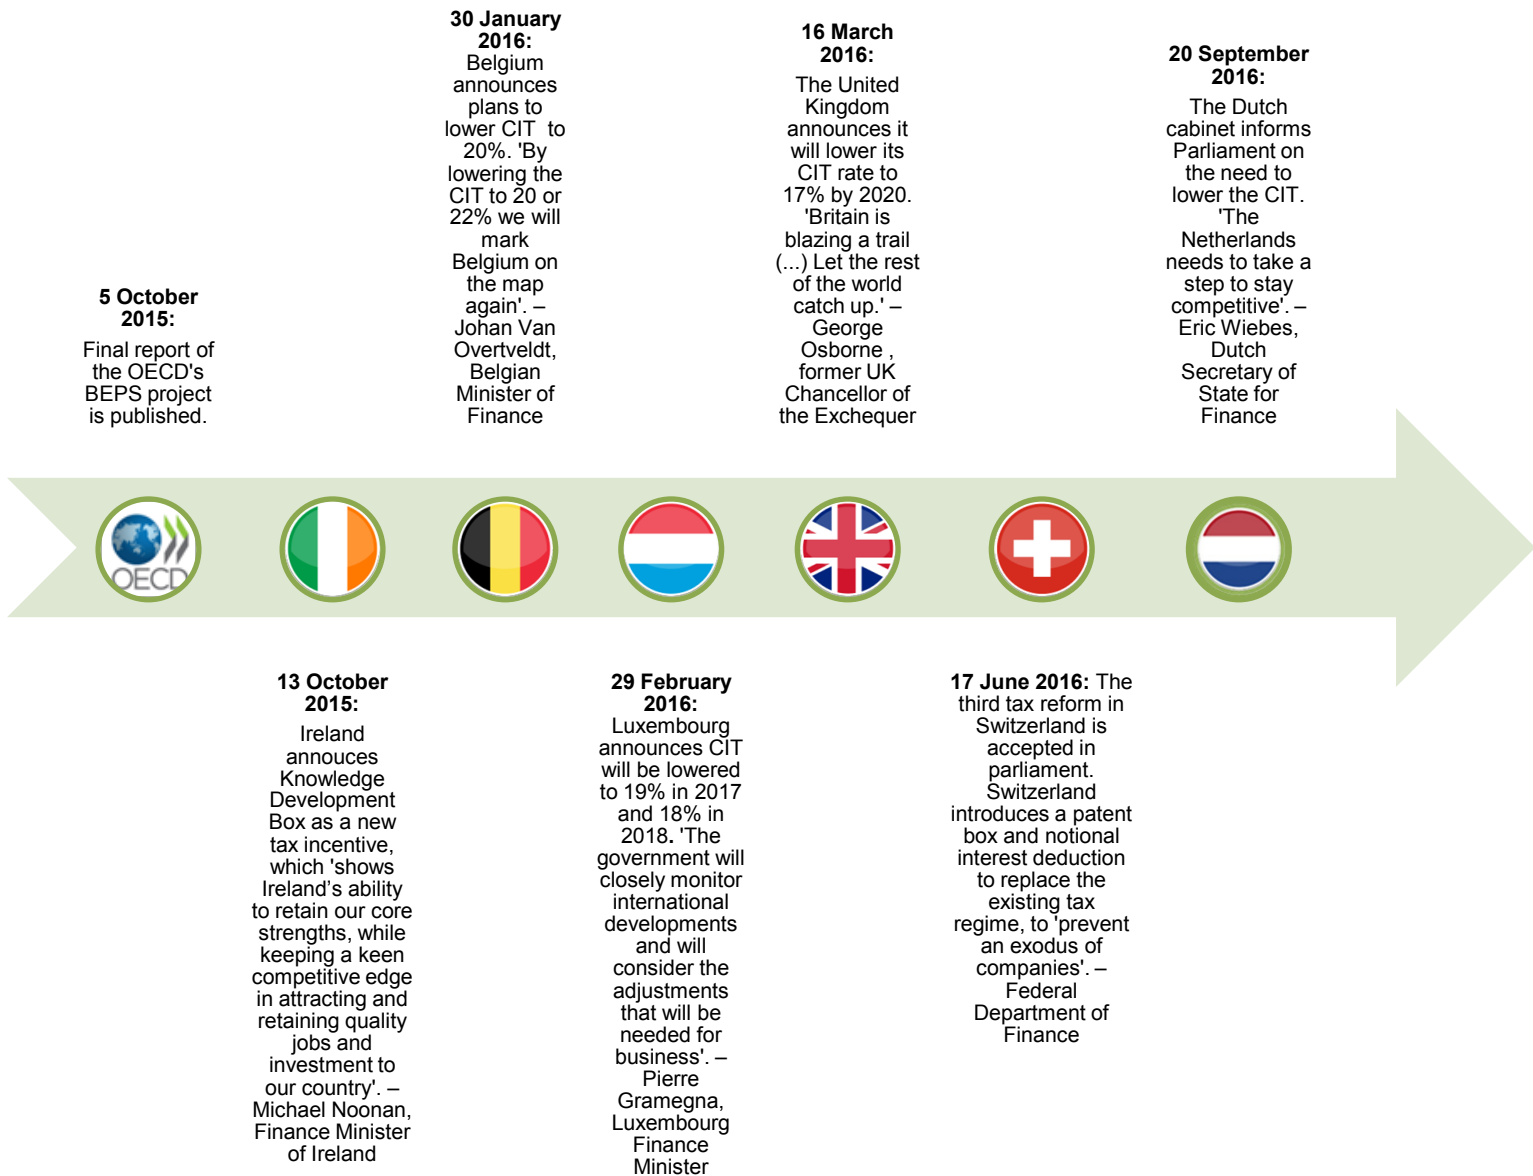 5 October
2015:
Final report of
the OECD's
BEPS project
is published.
30 January
2016:
Belgium
announces
plans to
lower CIT  to
20%. 'By
lowering the
CIT to 20 or
22% we will
mark
Belgium on
the map
again'. –
Johan Van
Overtveldt,
Belgian
Minister of
Finance
16 March
2016:
The United
Kingdom
announces it
will lower its
CIT rate to
17% by 2020.
'Britain is
blazing a trail
(...) Let the rest
of the world
catch up.' –
George
Osborne ,
former UK
Chancellor of
the Exchequer
20 September
2016:
The Dutch
cabinet informs
Parliament on
the need to
lower the CIT.
'The
Netherlands
needs to take a
step to stay
competitive'. –
Eric Wiebes,
Dutch
Secretary of
State for
Finance
OECD
13 October
2015:
Ireland
annouces
Knowledge
Development
Box as a new
tax incentive,
which 'shows
Ireland’s ability
to retain our core
strengths, while
keeping a keen
competitive edge
in attracting and
retaining quality
jobs and
investment to
our country'. –
Michael Noonan,
Finance Minister
of Ireland
29 February
2016:
Luxembourg
announces CIT
will be lowered
to 19% in 2017
and 18% in
2018. 'The
government will
closely monitor
international
developments
and will
consider the
adjustments
that will be
needed for
business'. –
Pierre
Gramegna,
Luxembourg
Finance
Minister
17 June 2016: The
third tax reform in
Switzerland is
accepted in
parliament.
Switzerland
introduces a patent
box and notional
interest deduction
to replace the
existing tax
regime, to 'prevent
an exodus of
companies'. –
Federal
Department of
Finance